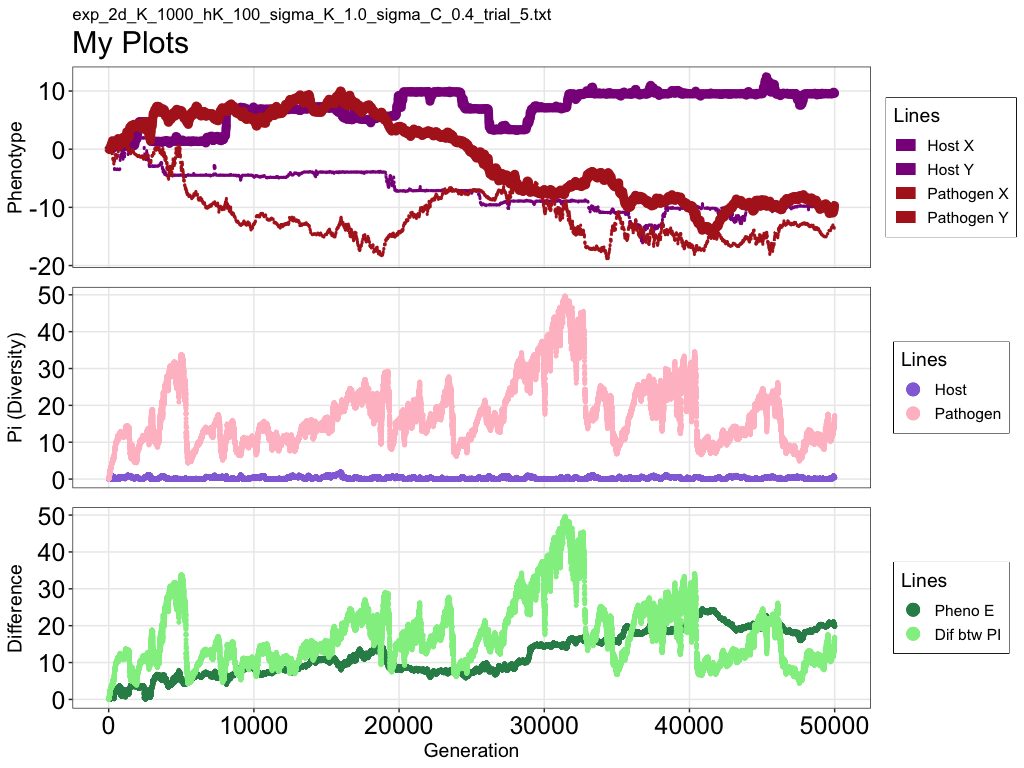 exp_2d_K_1000_hK_100_sigma_K_1.0_sigma_C_0.4_trial_5.txt
My Plots
Phenotype
10
0
-10
-20
Lines
Host X
Host Y
Pathogen X
Pathogen Y
Pi (Diversity)
50
40
30
20
10
0
Lines
Host
Pathogen
Difference
50
40
30
20
10
0
Lines
Pheno E
Dif btw PI
0 10000 20000 30000 40000 50000
Generation